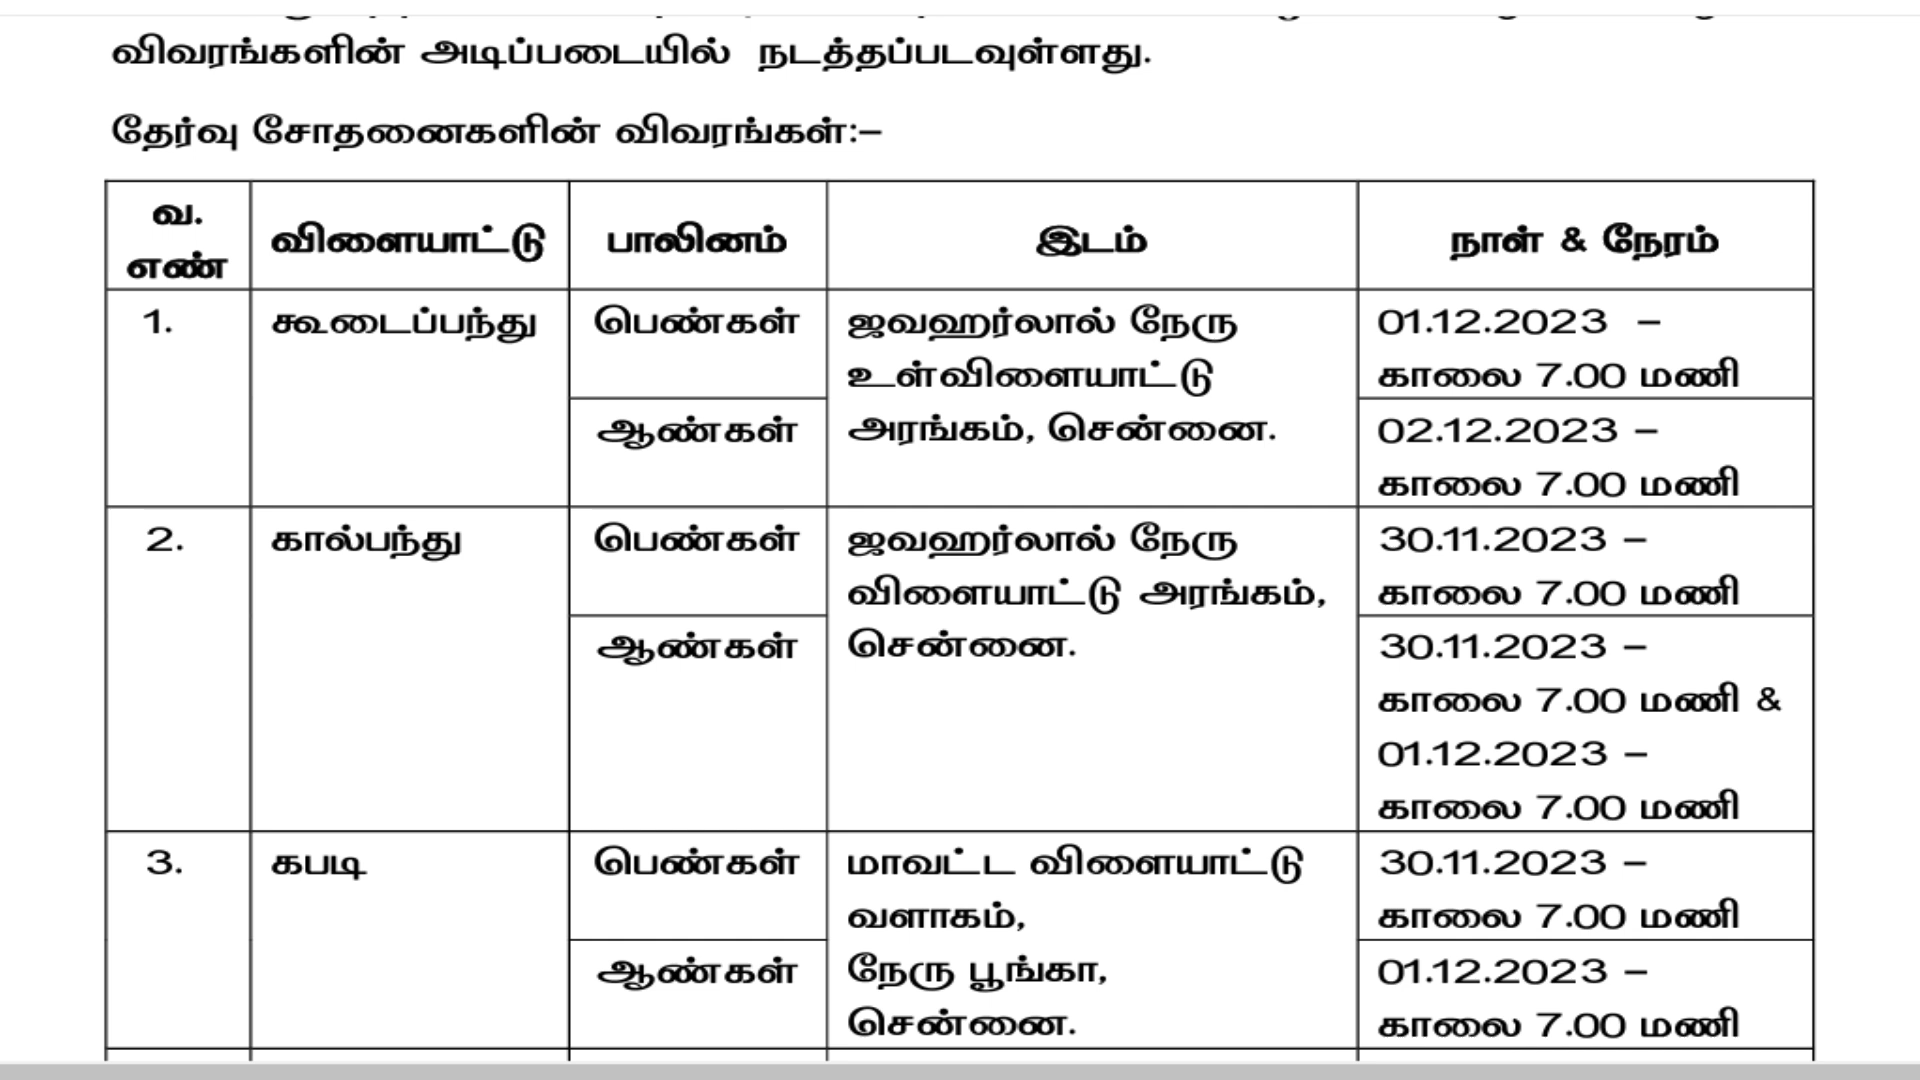 விவரங்களின் அடிப்படையில் நடத்தப்படவுள்ளது.
தேர்வு சோதனைகளின் விவரங்கள்:–
வ.
எண்
விளையாட்டு
பாலினம்
இடம்
நாள் & நேரம்
1.
கூடைப்பந்து
பெண்கள்
ஜவஹர்லால் நேரு
உள்விளையாட்டு
அரங்கம், சென்னை.
01.12.2023 –
காலை 7.00 மணி
ஆண்கள்
02.12.2023 –
காலை 7.00 மணி
2.
கால்பந்து
பெண்கள்
ஜவஹர்லால் நேரு
விளையாட்டு அரங்கம்,
சென்னை.
30.11.2023 –
காலை 7.00 மணி
ஆண்கள்
30.11.2023 –
காலை 7.00 மணி &
01.12.2023 –
காலை 7.00 மணி
3.
கபடி
பெண்கள்
மாவட்ட விளையாட்டு
வளாகம்,
நேரு பூங்கா,
சென்னை.
30.11.2023 –
காலை 7.00 மணி
ஆண்கள்
01.12.2023 –
காலை 7.00 மணி